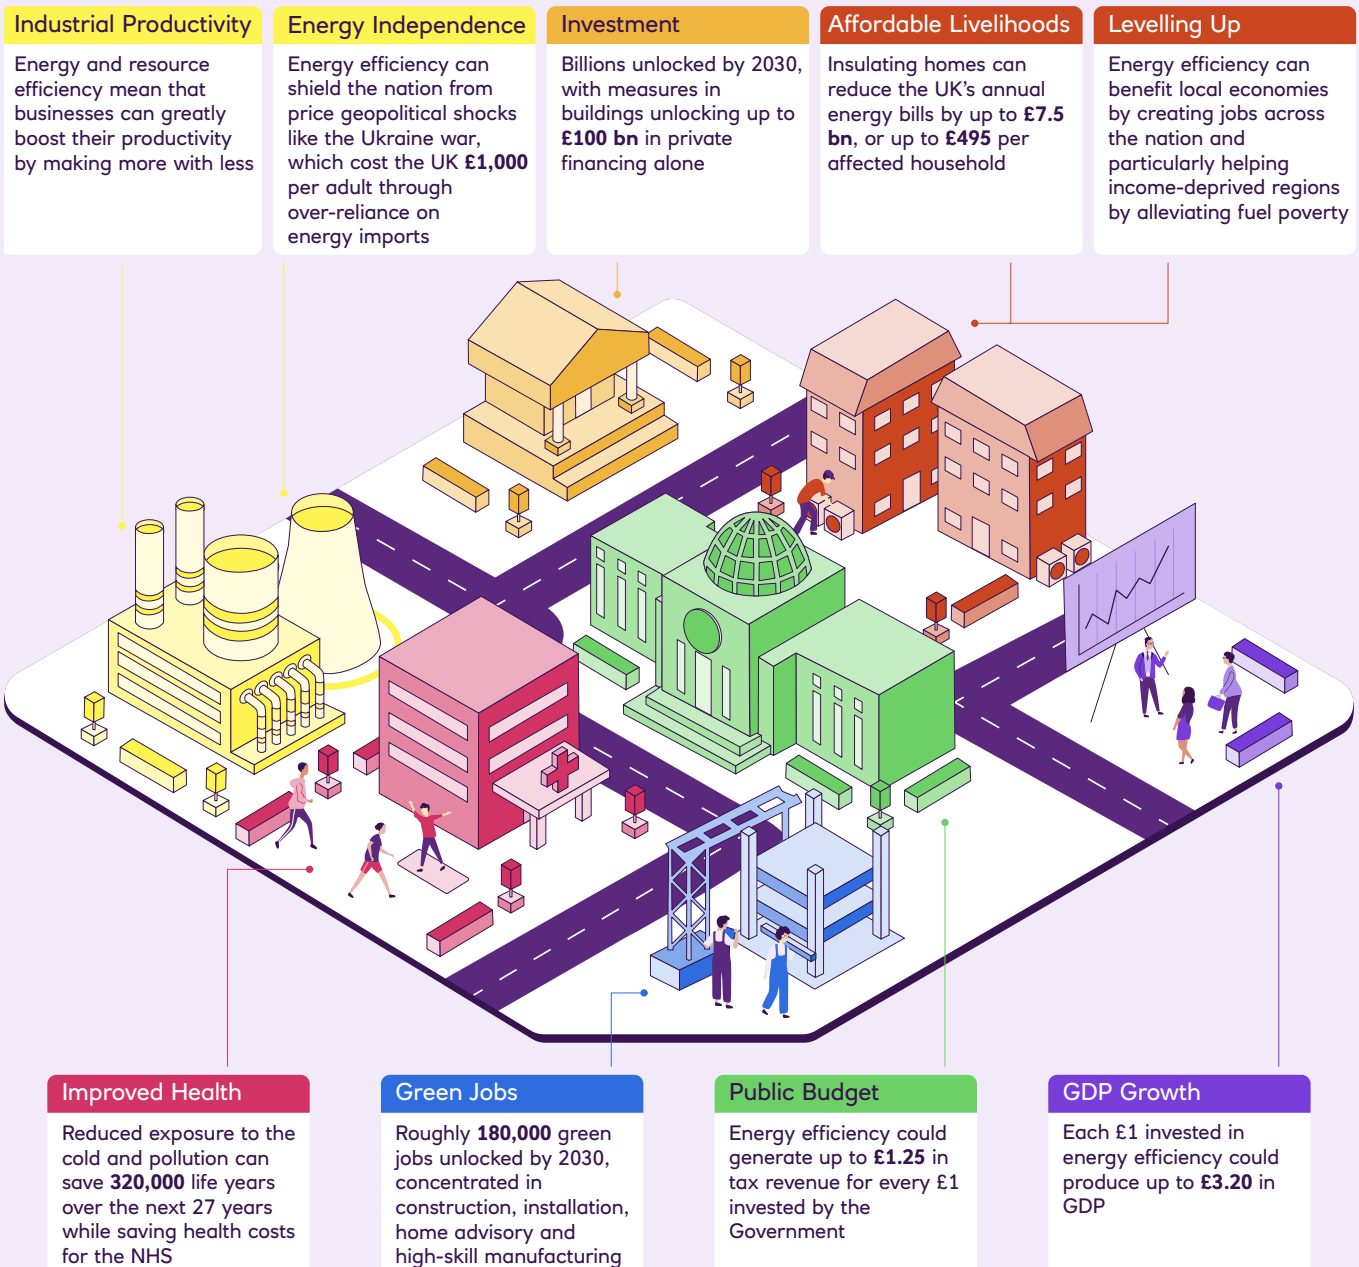 Industrial Productivity
Energy and resource
efficiency mean that
businesses can greatly
boost their productivity
by making more with less
Energy Independence
Energy efficiency can
shield the nation from
price geopolitical shocks
like the Ukraine war,
which cost the UK £1,000
per adult through
over-reliance on
energy imports
Investment
Billions unlocked by 2030,
with measures in
buildings unlocking up to
£100 bn in private
financing alone
Affordable Livelihoods
Insulating homes can
reduce the UK's annual
energy bills by up to £7.5
bn, or up to £495 per
affected household
Levelling Up
Energy efficiency can
benefit local economies
by creating jobs across
the nation and
particularly helping
income-deprived regions
by alleviating fuel poverty
Improved Health
Reduced exposure to the
cold and pollution can
save 320,000 life years
over the next 27 years
while saving health costs
for the NHS
Green Jobs
Roughly 180,000 green
jobs unlocked by 2030,
concentrated in
construction, installation,
home advisory and
high-skill manufacturing
Public Budget
Energy efficiency could
generate up to £1.25 in
tax revenue for every £1
invested by the
Government
GDP Growth
Each £1 invested in
energy efficiency could
produce up to £3.20 in
GDP